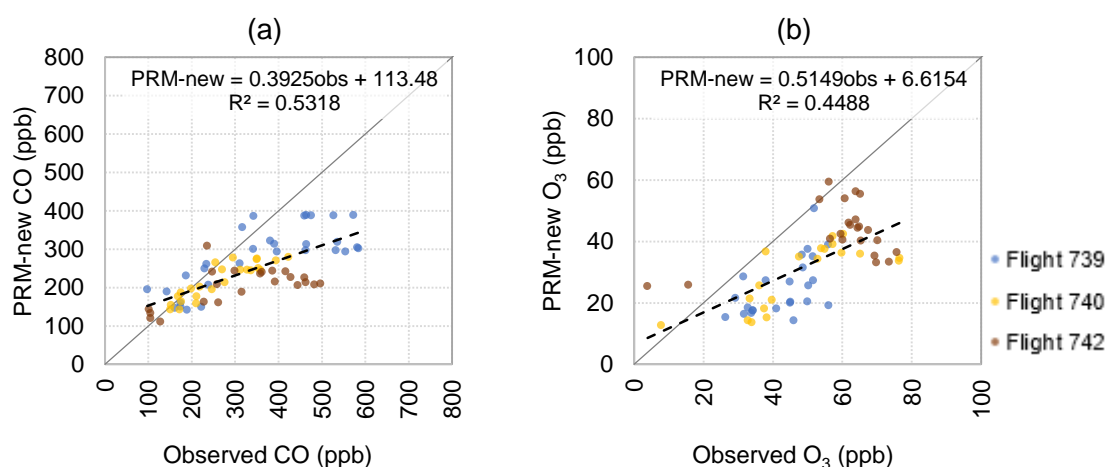 (a)
PRM-new CO (ppb)
800
700
600
500
400
300
200
100
0
PRM-new = 0.3925obs + 113.48
R² = 0.5318
0
100
200
300
400
500
600
700
800
Observed CO (ppb)
(b)
PRM-new O₃ (ppb)
100
80
60
40
20
0
PRM-new = 0.5149obs + 6.6154
R² = 0.4488
0
20
40
60
80
100
Observed O₃ (ppb)
Flight 739
Flight 740
Flight 742